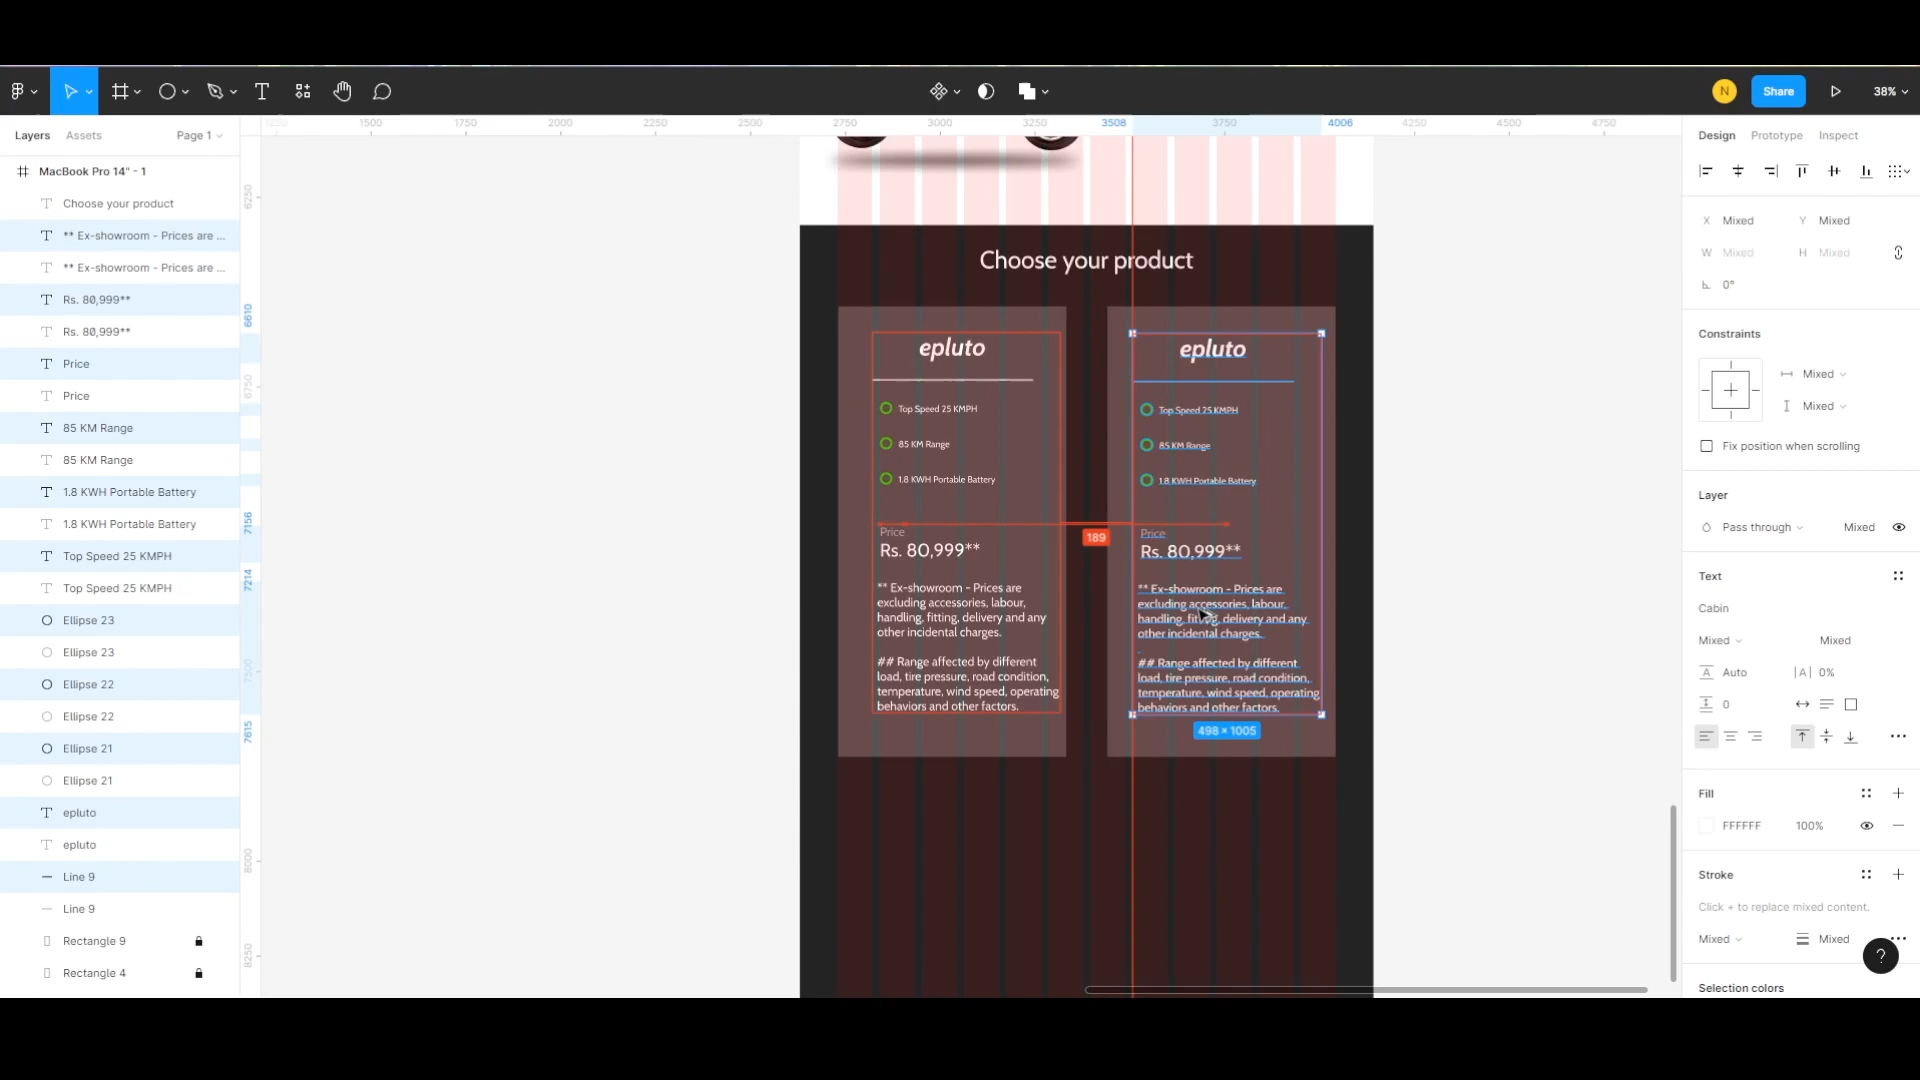 N
Share
38%
Layers
Assets
Page 1
Design
Prototype
Inspect
1250
1500
1750
2000
2250
2500
2750
3000
3250
3508
3750
4006
4250
4500
4750
MacBook Pro 14" - 1
Choose your product
** Ex-showroom - Prices are ...
** Ex-showroom - Prices are ...
Rs. 80,999**
Rs. 80,999**
Price
Price
85 KM Range
85 KM Range
1.8 KWH Portable Battery
1.8 KWH Portable Battery
Top Speed 25 KMPH
Top Speed 25 KMPH
Ellipse 23
Ellipse 23
Ellipse 22
Ellipse 22
Ellipse 21
Ellipse 21
epluto
epluto
Line 9
Line 9
Rectangle 9
Rectangle 4
6250
6610
6750
7156
7214
7500
7615
8000
8250
Choose your product
epluto
Top Speed 25 KMPH
85 KM Range
1.8 KWH Portable Battery
Price
Rs. 80,999**
** Ex-showroom - Prices are
excluding accessories, labour,
handling, fitting, delivery and any
other incidental charges.
## Range affected by different
load, tire pressure, road condition,
temperature, wind speed, operating
behaviors and other factors.
189
epluto
Top Speed 25 KMPH
85 KM Range
1.8 KWH Portable Battery
Price
Rs. 80,999**
** Ex-showroom - Prices are
excluding accessories, labour,
handling, fitting, delivery and any
other incidental charges.
## Range affected by different
load, tire pressure, road condition,
temperature, wind speed, operating
behaviors and other factors.
498 × 1005
X Mixed Y Mixed
W Mixed H Mixed
0°
Constraints
Mixed
Mixed
Fix position when scrolling
Layer
Pass through Mixed
Text
Cabin
Mixed Mixed
A Auto |A| 0%
0
Fill
FFFFFF 100%
Stroke
Click + to replace mixed content.
Mixed Mixed
?
Selection colors